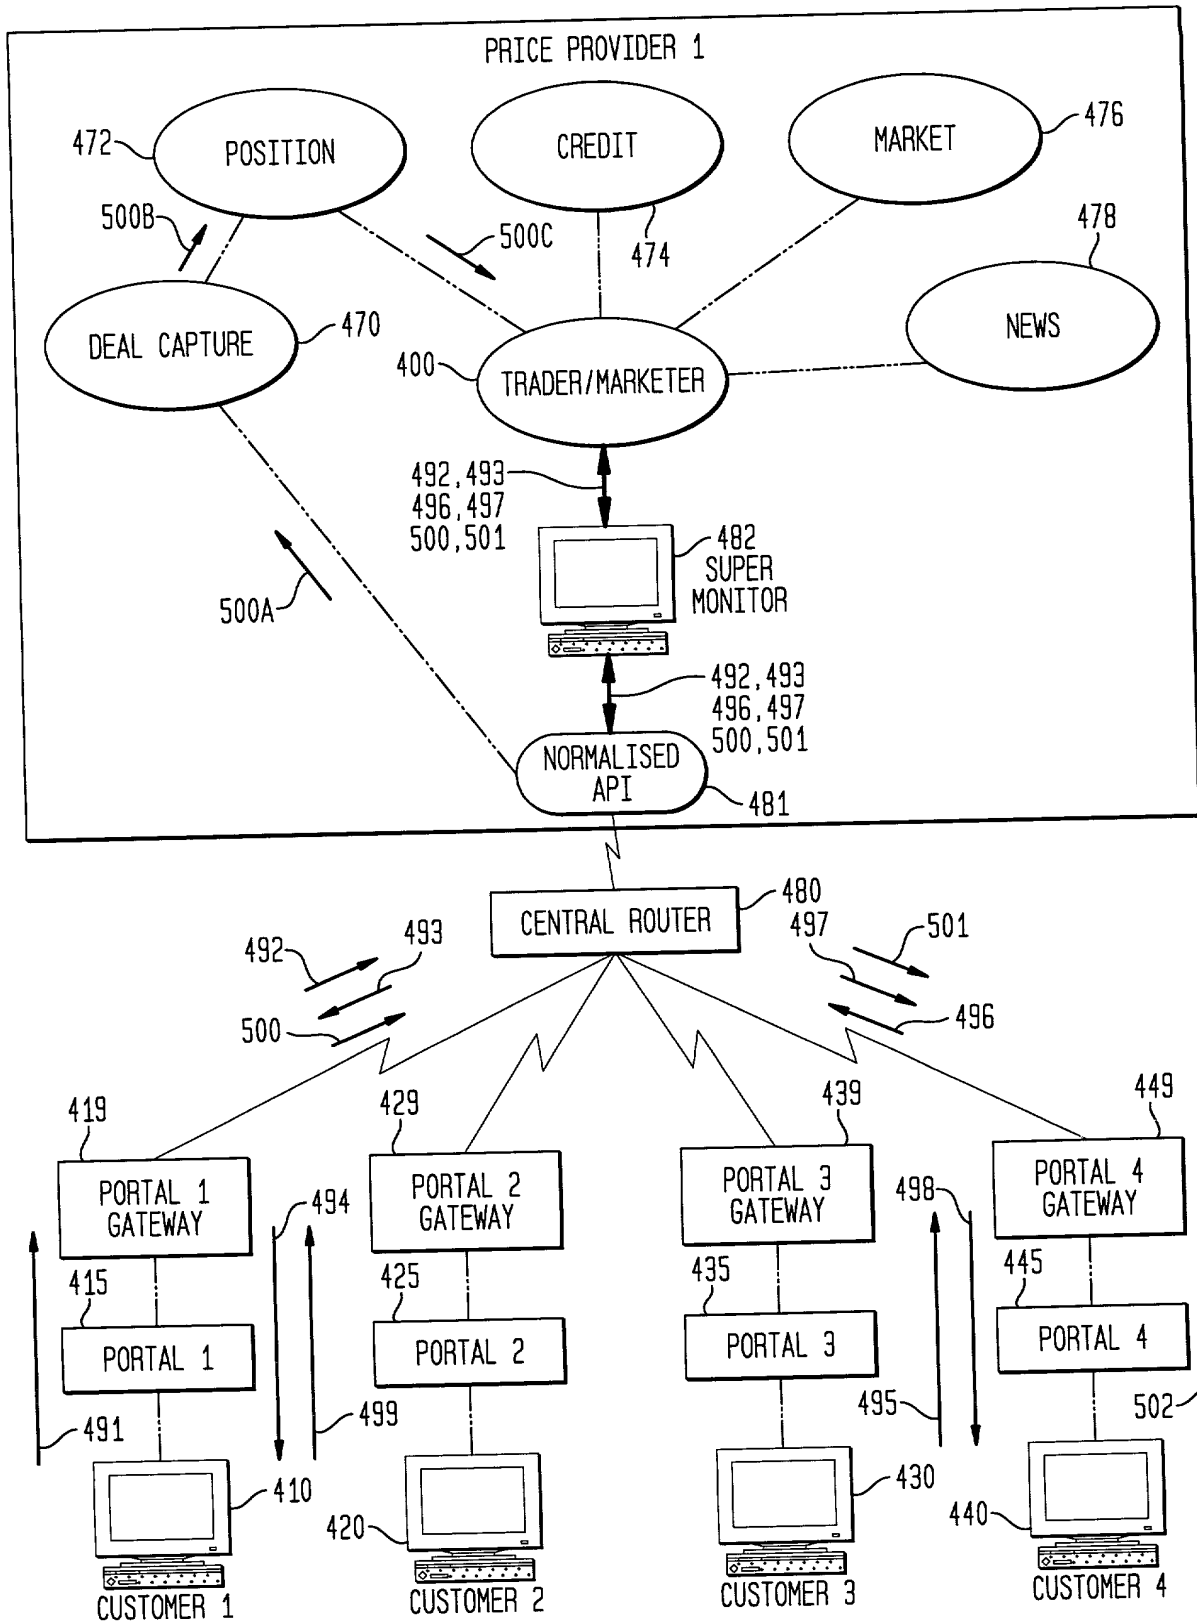 PRICE PROVIDER 1
472
POSITION
CREDIT
MARKET
476
500B
500C
474
478
DEAL CAPTURE
470
400
TRADER/MARKETER
NEWS
492,493
496,497
500,501
482
SUPER
MONITOR
500A
492,493
496,497
500,501
NORMALISED
API
481
CENTRAL ROUTER
480
492
493
500
497
501
496
419
429
439
449
PORTAL 1
GATEWAY
494
PORTAL 2
GATEWAY
PORTAL 3
GATEWAY
498
PORTAL 4
GATEWAY
415
425
435
445
PORTAL 1
PORTAL 2
PORTAL 3
PORTAL 4
491
499
495
502
410
420
430
440
CUSTOMER 1
CUSTOMER 2
CUSTOMER 3
CUSTOMER 4